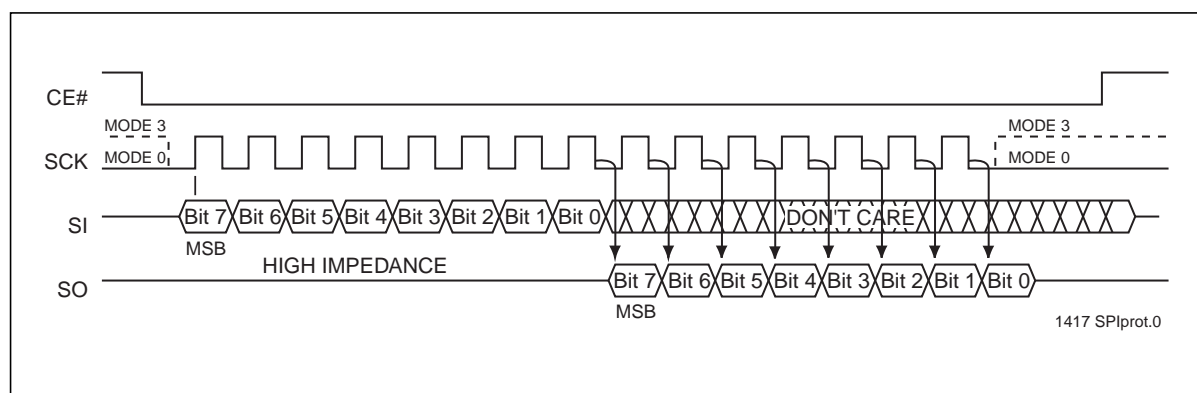 CE#
MODE 3 MODE 3
SCK MODE 0 MODE 0
SI Bit 7 Bit 6 Bit 5 Bit 4 Bit 3 Bit 2 Bit 1 Bit 0 DON'T CARE
MSB
HIGH IMPEDANCE
SO Bit 7 Bit 6 Bit 5 Bit 4 Bit 3 Bit 2 Bit 1 Bit 0
MSB
1417 SPIprot.0